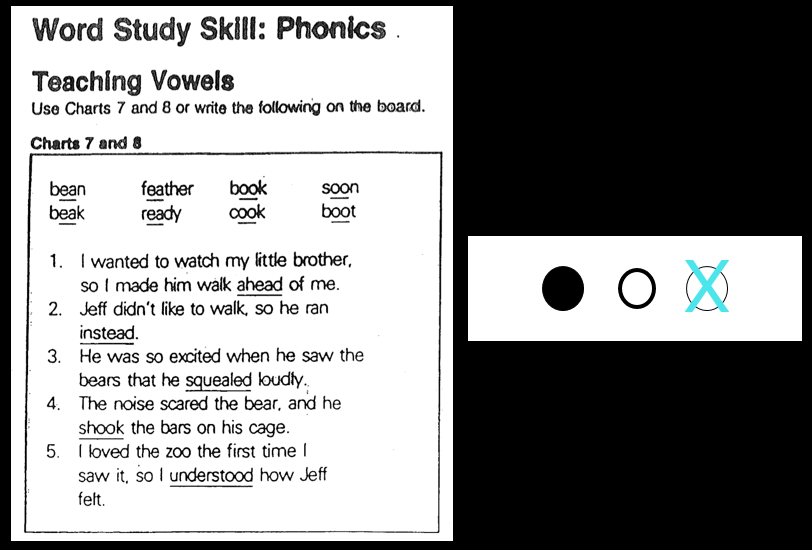 Word Study Skill: Phonics
Teaching Vowels
Use Charts 7 and 8 or write the following on the board.
Charts 7 and 8
bean feather book soon
beak ready cook boot
1. I wanted to watch my little brother,
so I made him walk ahead of me.
2. Jeff didn't like to walk, so he ran
instead.
3. He was so excited when he saw the
bears that he squealed loudly.
4. The noise scared the bear, and he
shook the bars on his cage.
5. I loved the zoo the first time I
saw it, so I understood how Jeff
felt.
X